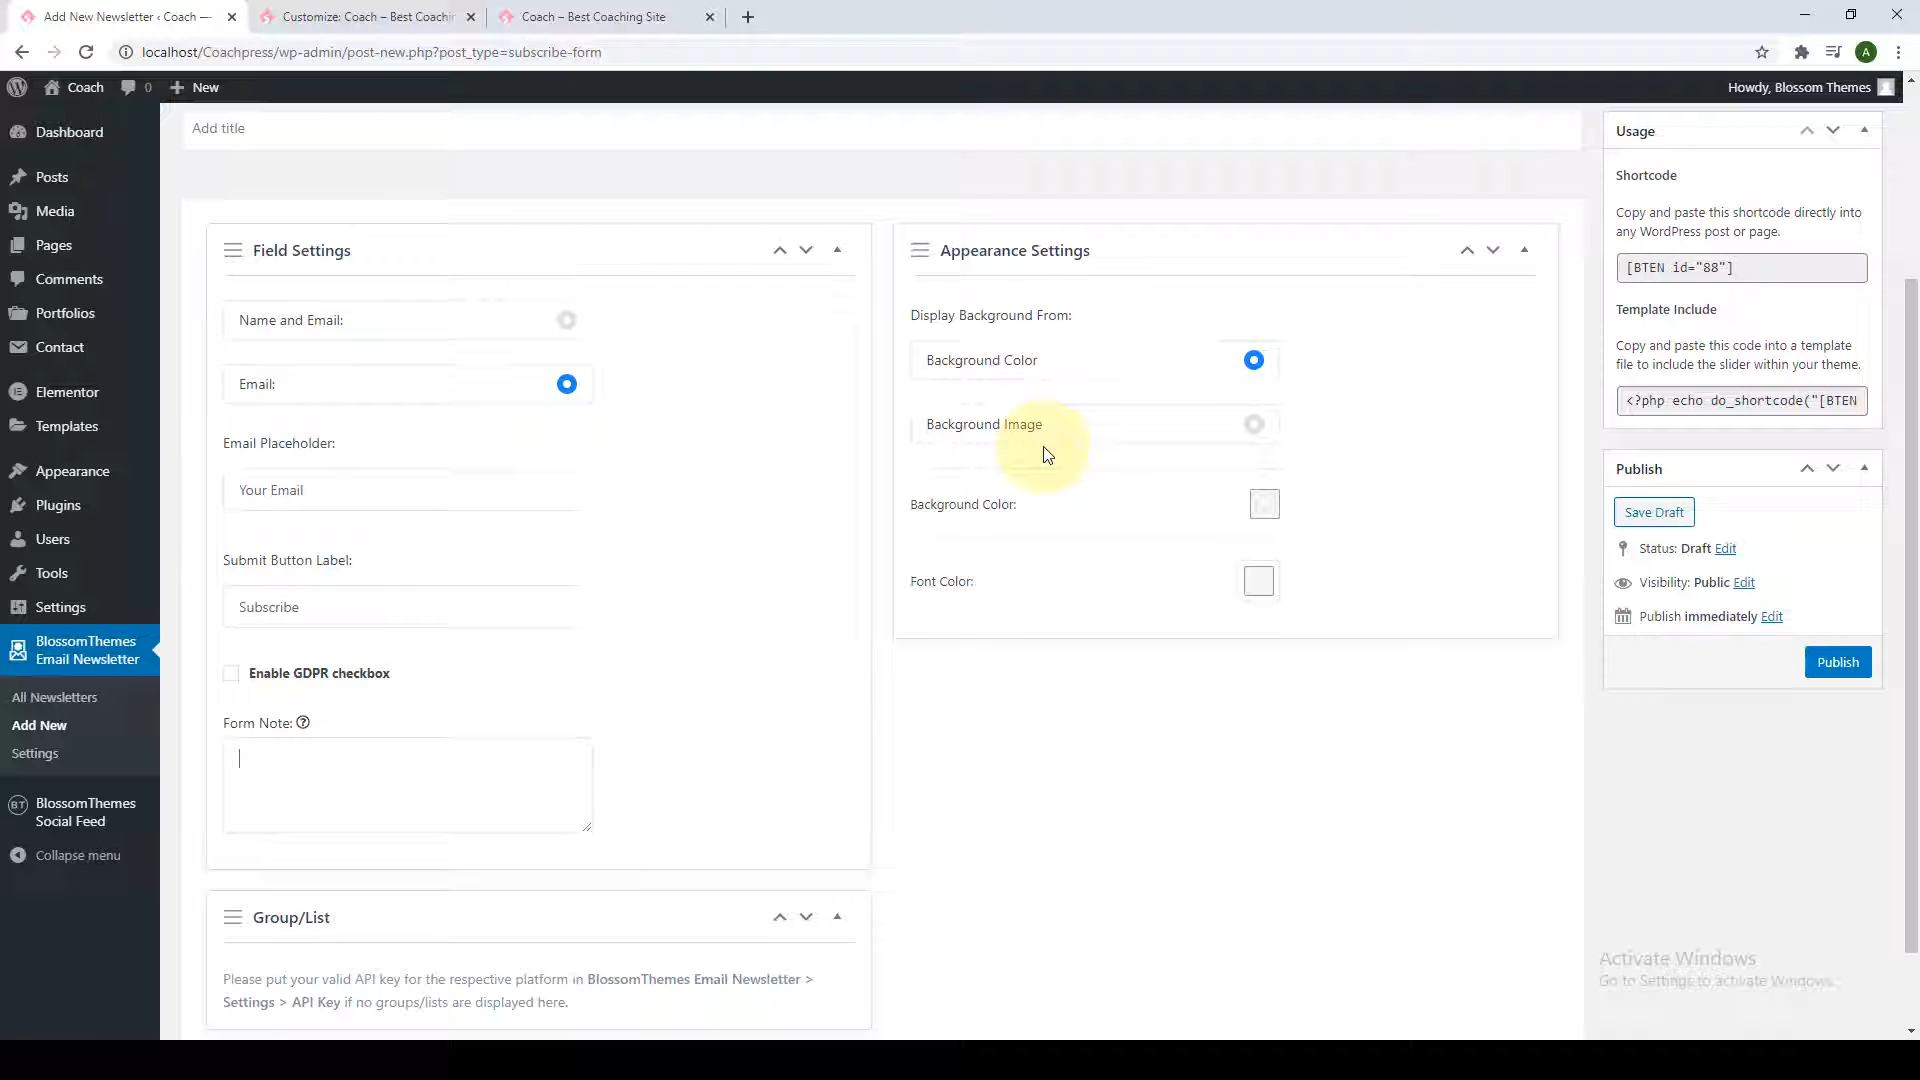 Add New Newsletter ‹ Coach —
Customize: Coach – Best Coachin
Coach – Best Coaching Site
localhost/Coachpress/wp-admin/post-new.php?post_type=subscribe-form
A
Coach
0
New
Howdy, Blossom Themes
Dashboard
Posts
Media
Pages
Comments
Portfolios
Contact
Elementor
Templates
Appearance
Plugins
Users
Tools
Settings
BlossomThemes
Email Newsletter
All Newsletters
Add New
Settings
BT
BlossomThemes
Social Feed
Collapse menu
Add title
Field Settings
Name and Email:
Email:
Email Placeholder:
Your Email
Submit Button Label:
Subscribe
Enable GDPR checkbox
Form Note:
Group/List
Please put your valid API key for the respective platform in BlossomThemes Email Newsletter >
Settings > API Key if no groups/lists are displayed here.
Appearance Settings
Display Background From:
Background Color
Background Image
Background Color:
Font Color:
Usage
Shortcode
Copy and paste this shortcode directly into
any WordPress post or page.
[BTEN id="88"]
Template Include
Copy and paste this code into a template
file to include the slider within your theme.
<?php echo do_shortcode("[BTEN
Publish
Save Draft
Status: Draft Edit
Visibility: Public Edit
Publish immediately Edit
Publish
Activate Windows
Go to Settings to activate Windows.